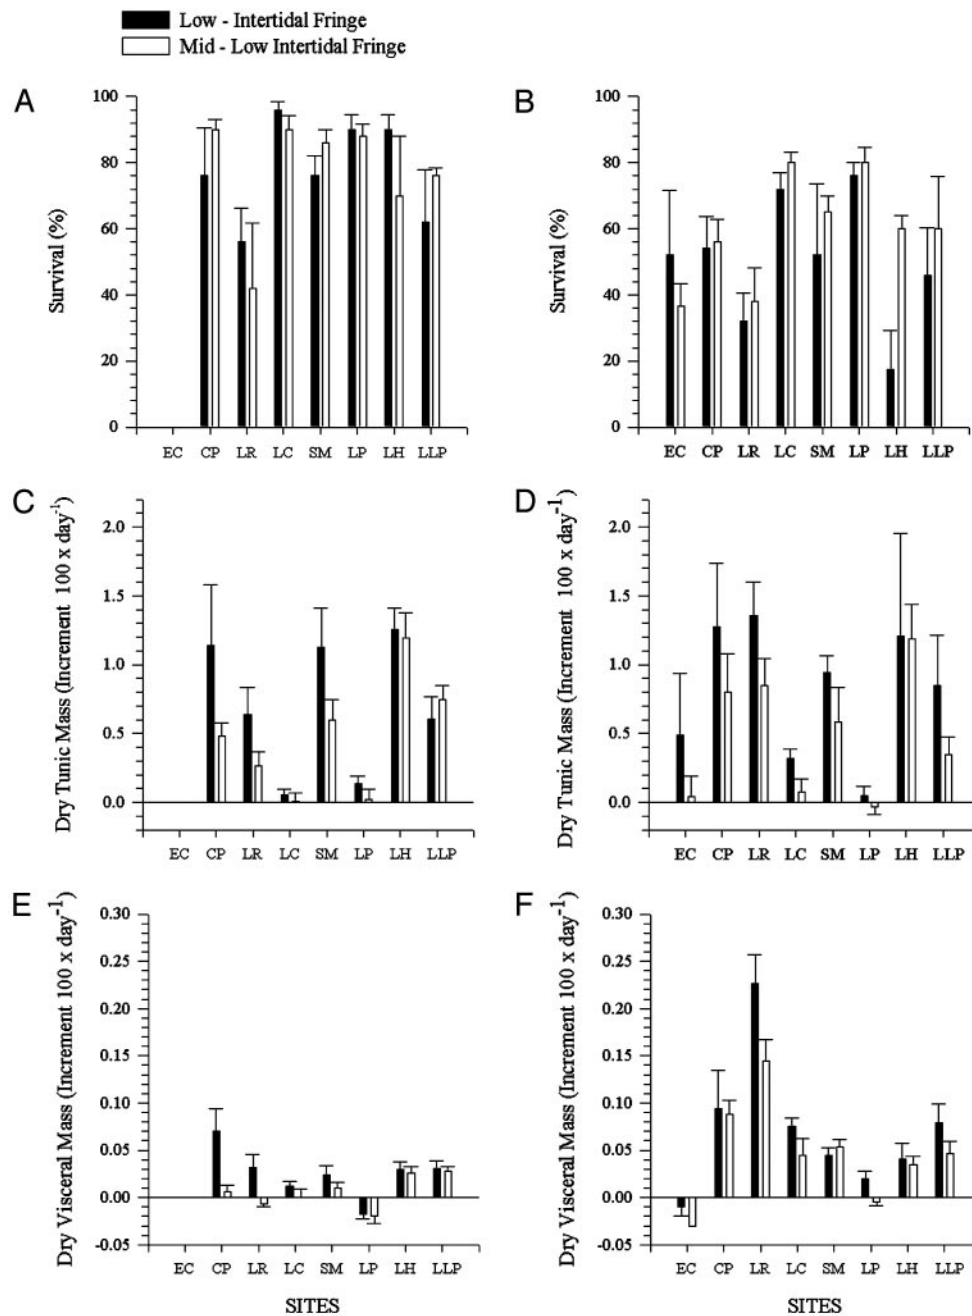 Low - Intertidal Fringe
Mid - Low Intertidal Fringe
A
Survival (%)
100
80
60
40
20
0
EC CP LR LC SM LP LH LLP
B
Survival (%)
100
80
60
40
20
0
EC CP LR LC SM LP LH LLP
C
Dry Tunic Mass (Increment 100 x day-1)
2.0
1.5
1.0
0.5
0.0
EC CP LR LC SM LP LH LLP
D
Dry Tunic Mass (Increment 100 x day-1)
2.0
1.5
1.0
0.5
0.0
EC CP LR LC SM LP LH LLP
E
Dry Visceral Mass (Increment 100 x day-1)
0.30
0.25
0.20
0.15
0.10
0.05
0.00
-0.05
EC CP LR LC SM LP LH LLP
SITES
F
Dry Visceral Mass (Increment 100 x day-1)
0.30
0.25
0.20
0.15
0.10
0.05
0.00
-0.05
EC CP LR LC SM LP LH LLP
SITES